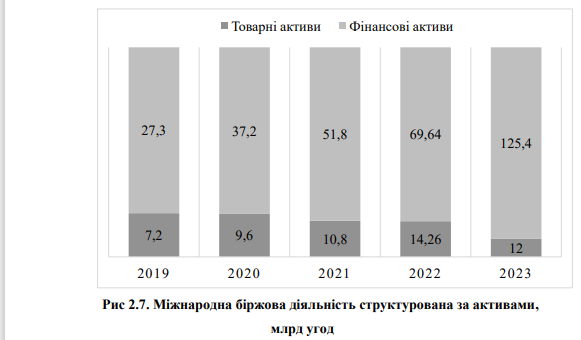 Товарні активи Фінансові активи
27,3 37,2 51,8 69,64 125,4
7,2 9,6 10,8 14,26 12
2019 2020 2021 2022 2023
Рис 2.7. Міжнародна біржова діяльність структурована за активами,
млрд угод